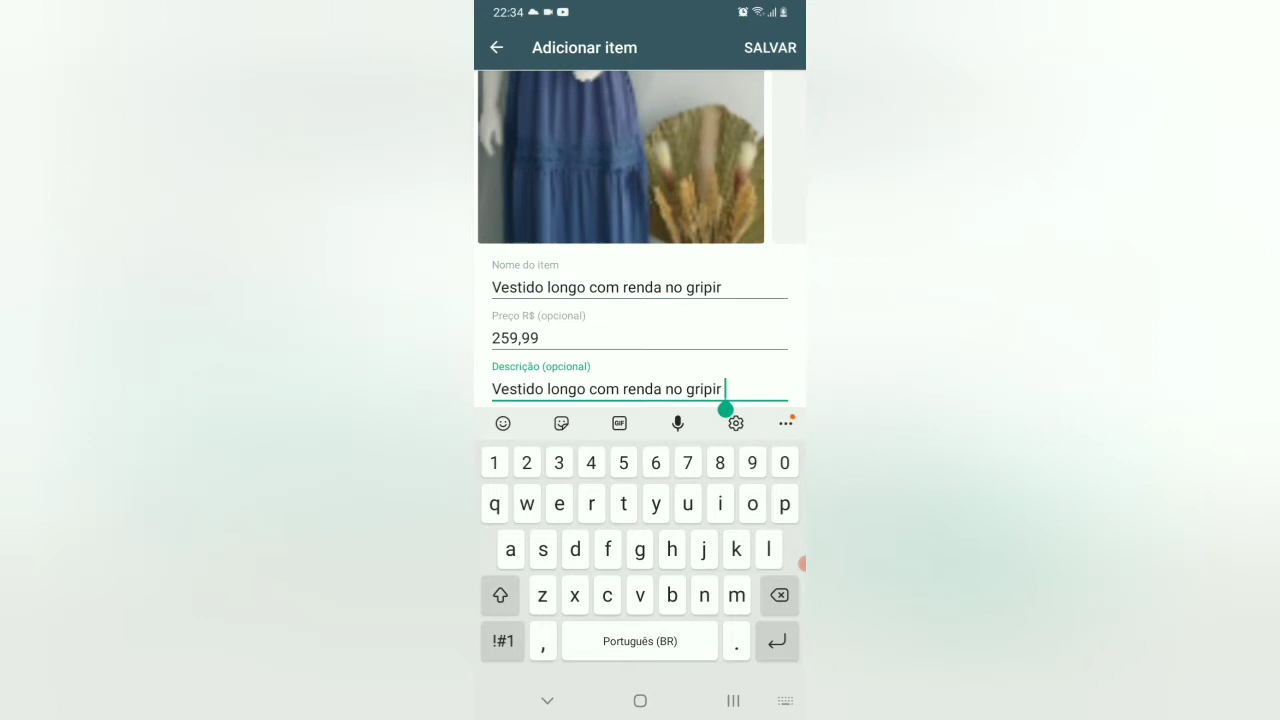 22:34
Adicionar item
SALVAR
Nome do item
Vestido longo com renda no gripir
Preço R$ (opcional)
259,99
Descrição (opcional)
Vestido longo com renda no gripir
GIF
1 2 3 4 5 6 7 8 9 0
q w e r t y u i o p
a s d f g h j k l
z x c v b n m
!#1 , Português (BR) .